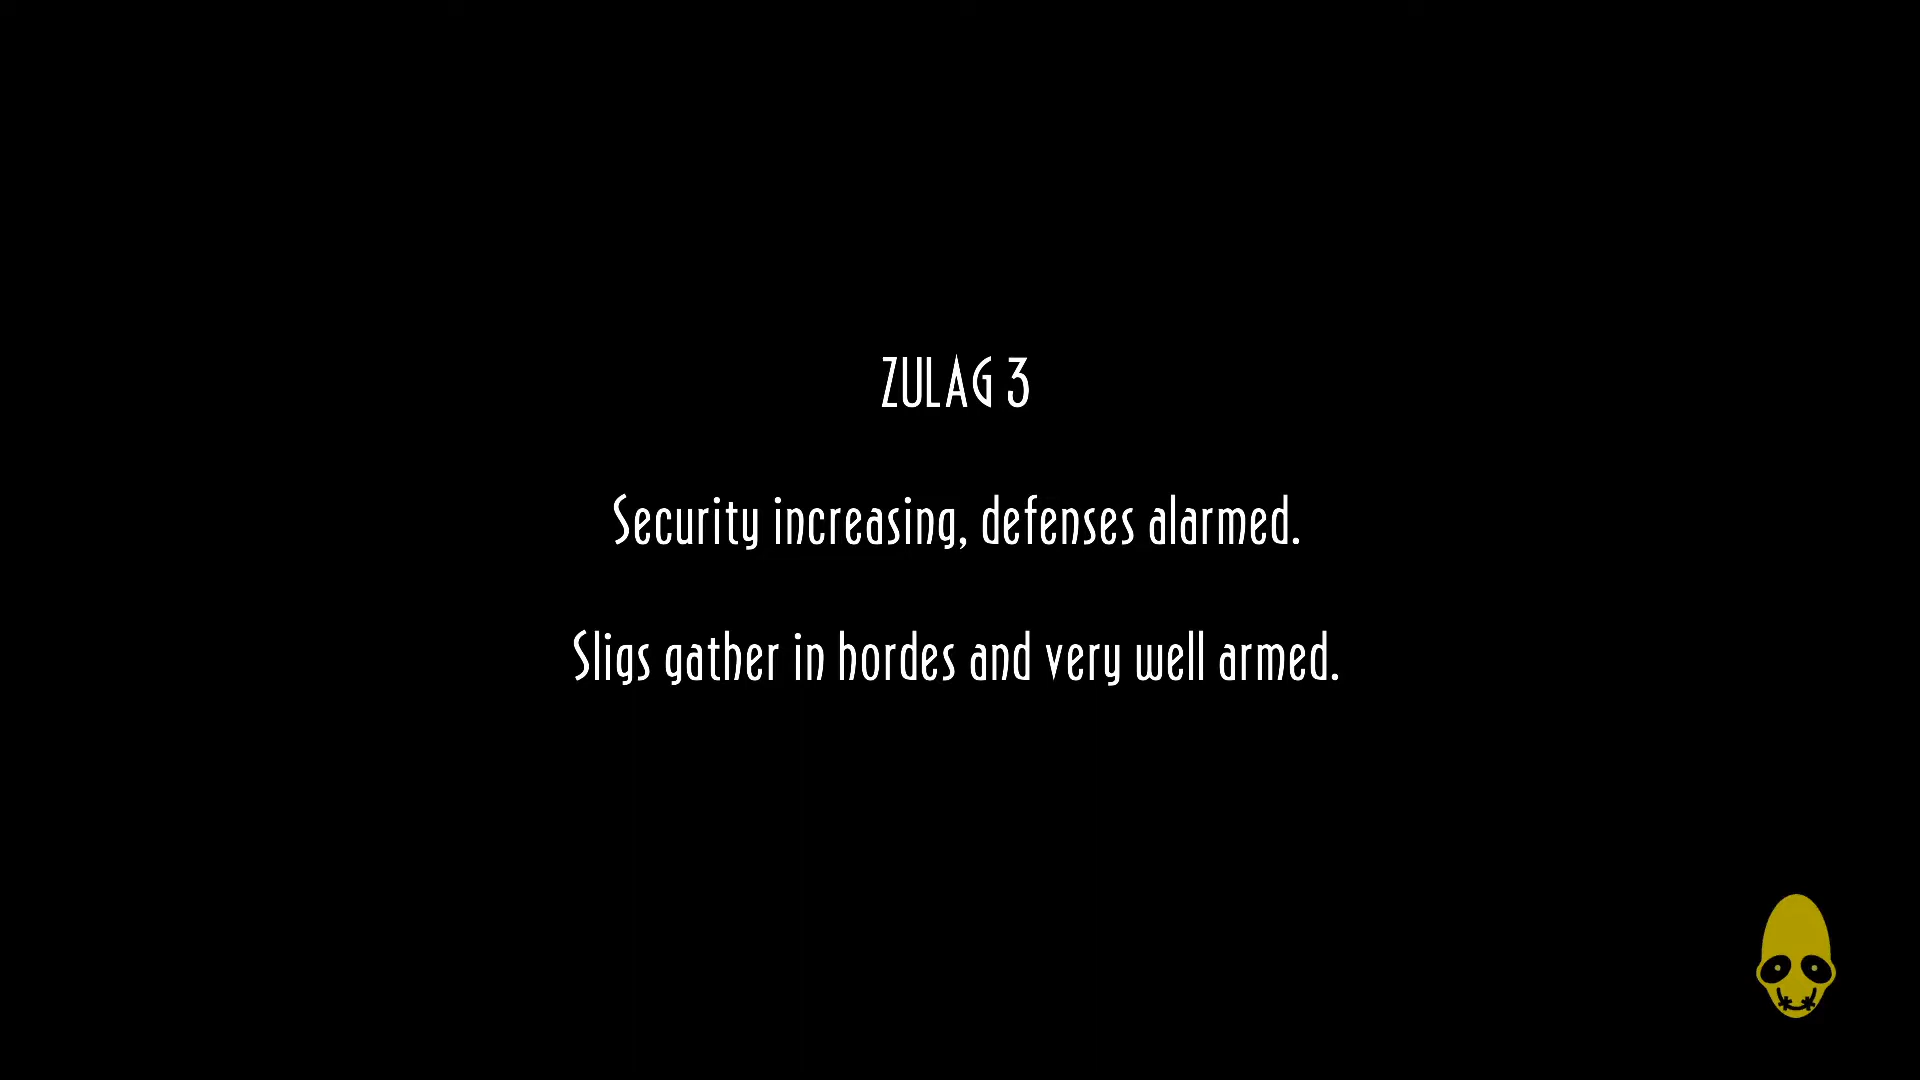 ZULAG 3
Security increasing, defenses alarmed.
Sligs gather in hordes and very well armed.